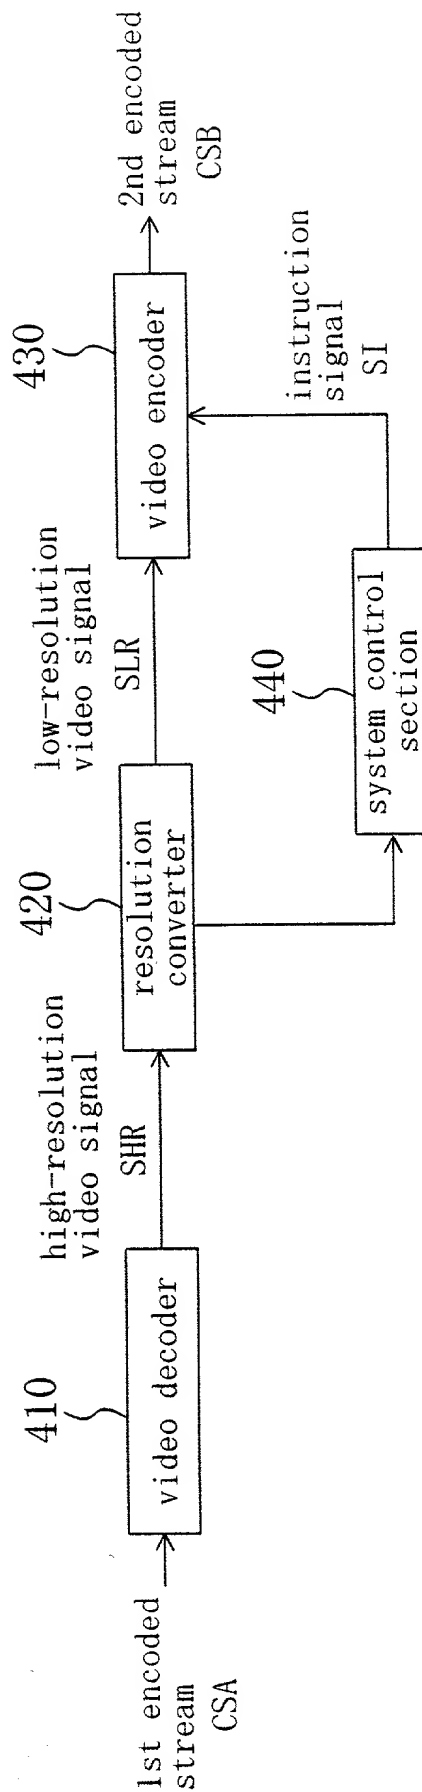 1st encoded
stream
CSA
410
video decoder
high-resolution
video signal
SHR
420
resolution
converter
low-resolution
video signal
SLR
430
video encoder
2nd encoded
stream
CSB
440
system control
section
instruction
signal
SI